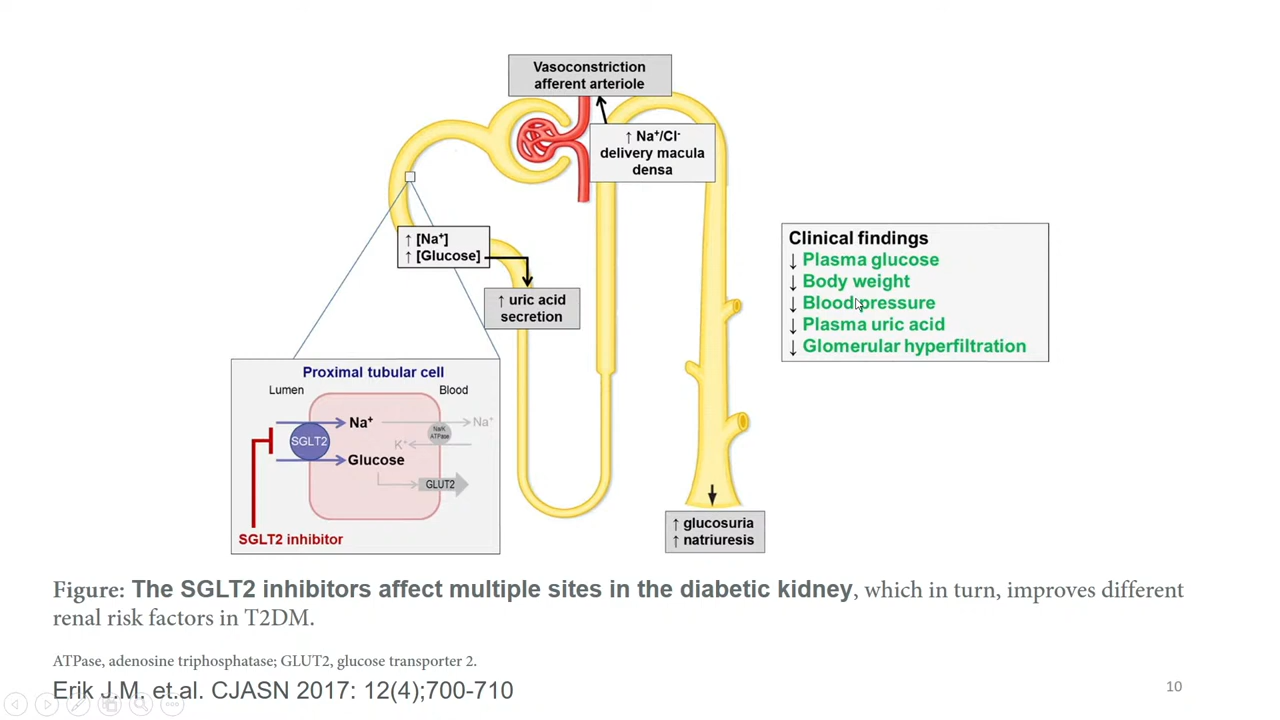 Vasoconstriction
afferent arteriole
↑ Na⁺/Cl⁻
delivery macula
densa
↑ [Na⁺]
↑ [Glucose]
↑ uric acid
secretion
Clinical findings
↓ Plasma glucose
↓ Body weight
↓ Blood pressure
↓ Plasma uric acid
↓ Glomerular hyperfiltration
Proximal tubular cell
Lumen
Blood
Na⁺
Na⁺
SGLT2
Na/K
ATPase
K⁺
Glucose
GLUT2
SGLT2 inhibitor
↑ glucosuria
↑ natriuresis
Figure: The SGLT2 inhibitors affect multiple sites in the diabetic kidney, which in turn, improves different
renal risk factors in T2DM.
ATPase, adenosine triphosphatase; GLUT2, glucose transporter 2.
Erik J.M. et.al. CJASN 2017: 12(4);700-710
10